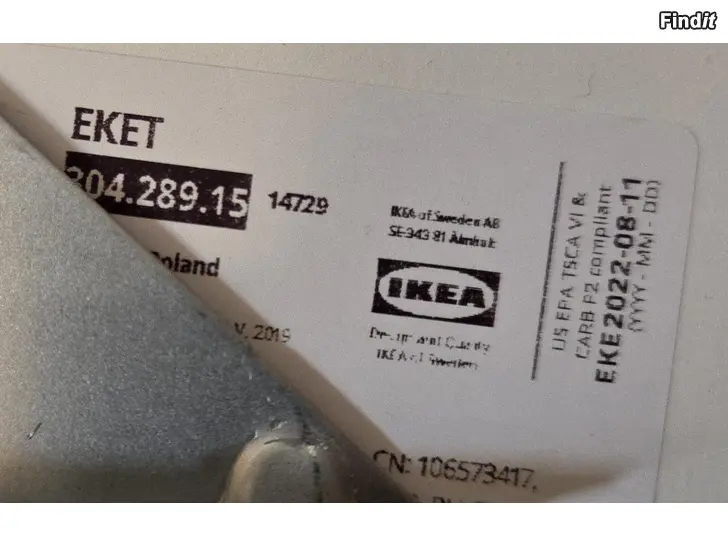 Findit
EKET
304.289.15 14729
Poland
2019
IKEA of Sweden AB
SE-343 81 Älmhult
IKEA
Design and Quality
IKEA of Sweden
US EPA TSCA VI &
CARB P2 compliant
EKE2022-08-11
(YYYY - MM - DD)
CN: 106573417,